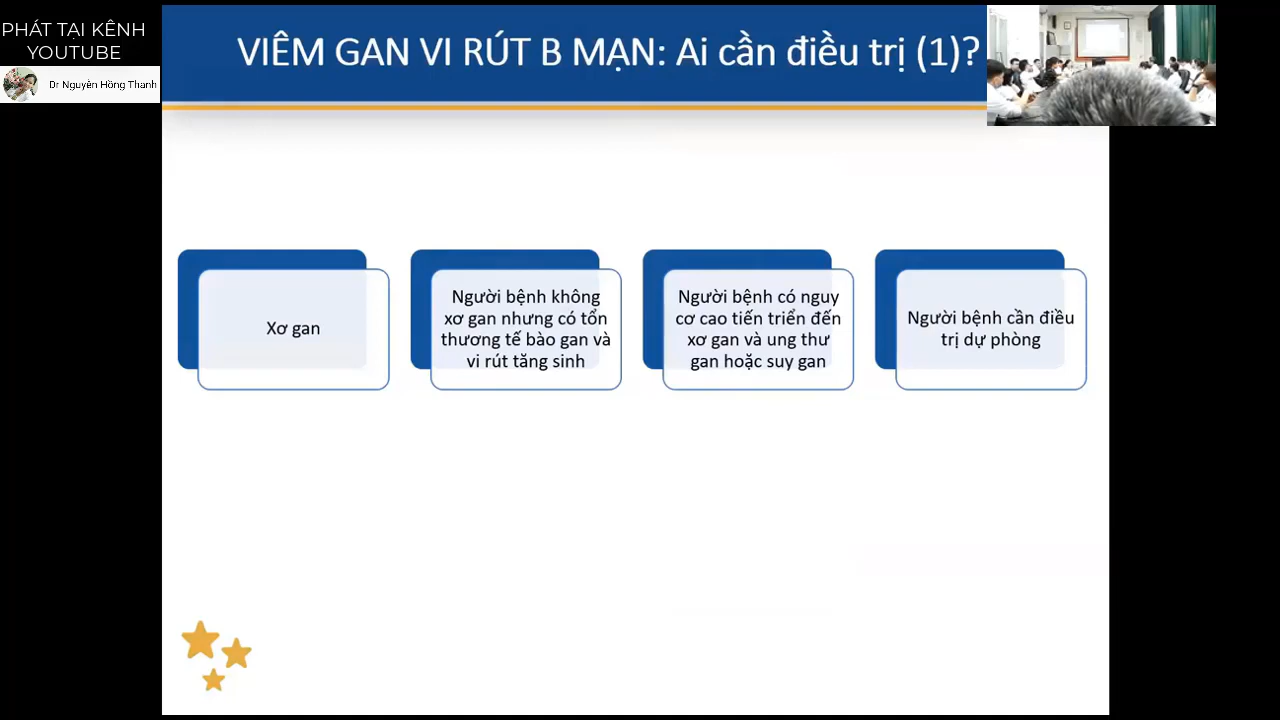 PHÁT TẠI KÊNH
YOUTUBE
Dr Nguyễn Hồng Thanh
VIÊM GAN VI RÚT B MẠN: Ai cần điều trị (1)?
Xơ gan
Người bệnh không
xơ gan nhưng có tổn
thương tế bào gan và
vi rút tăng sinh
Người bệnh có nguy
cơ cao tiến triển đến
xơ gan và ung thư
gan hoặc suy gan
Người bệnh cần điều
trị dự phòng